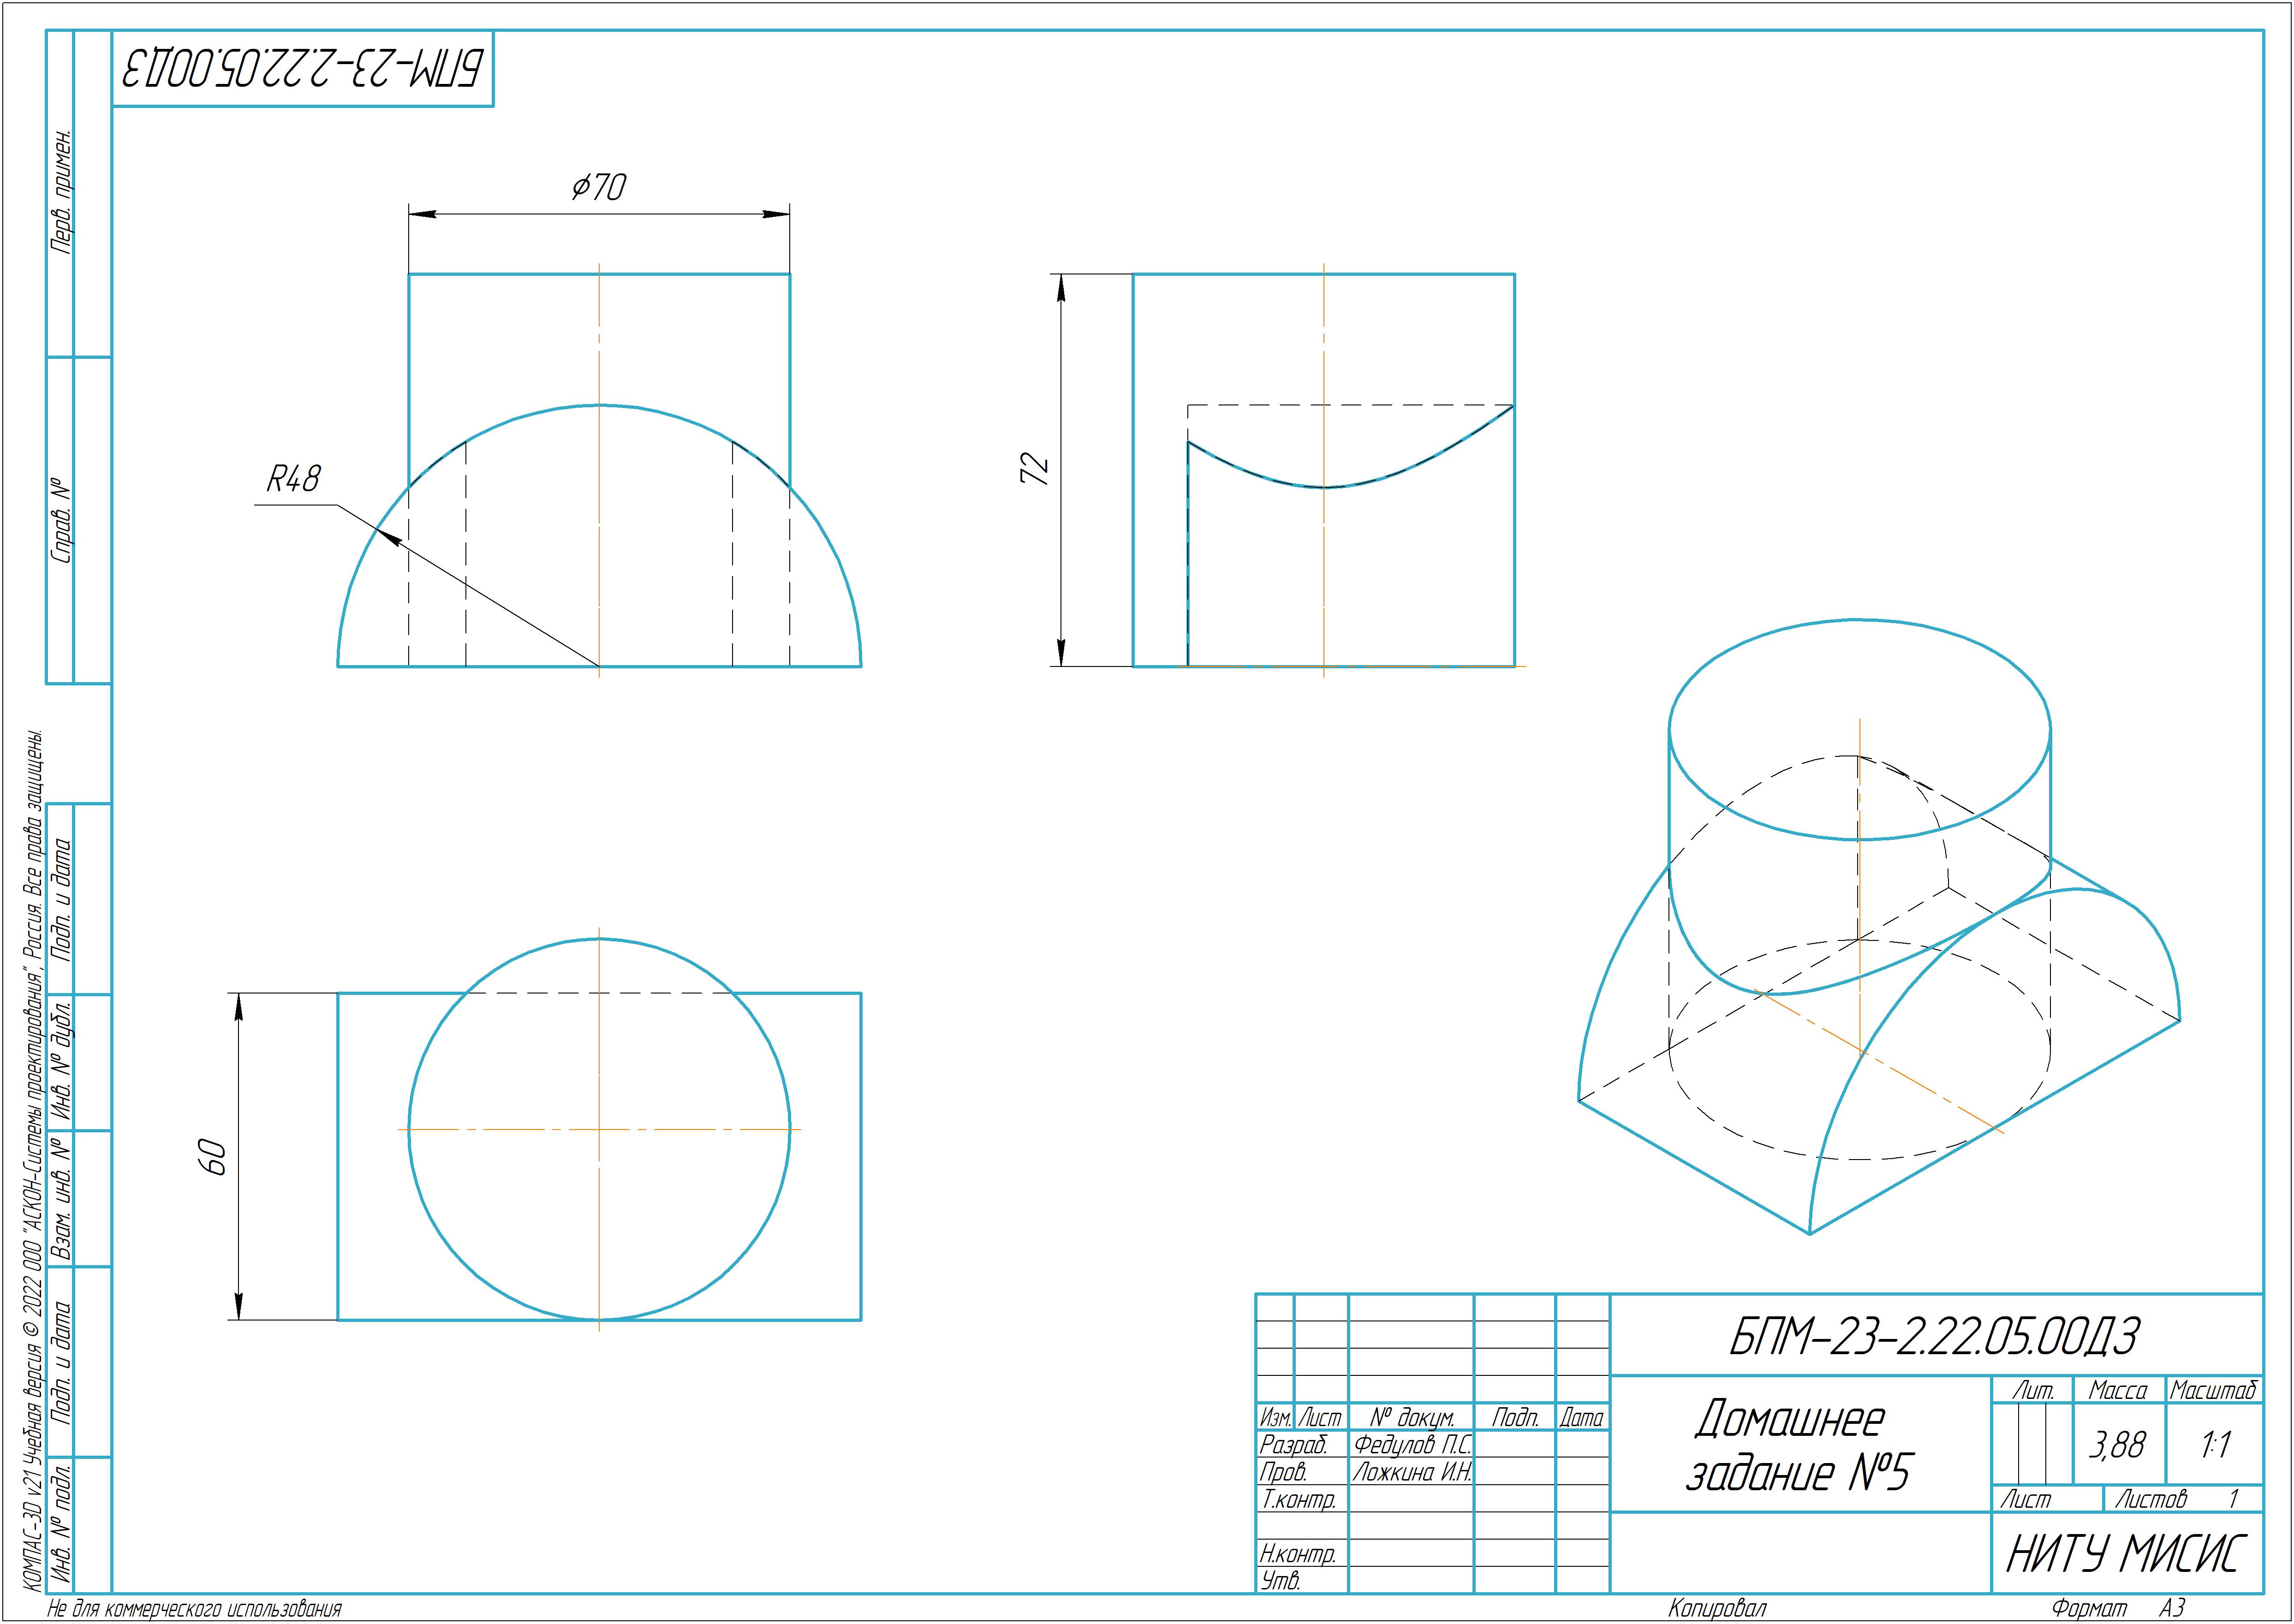 БПМ-23-2.22.05.00ДЗ
Перв. примен.
Справ. №
Подп. и дата
Инв. № дубл.
Взам. инв. №
Подп. и дата
Инв. № подл.
КОМПАС-3D v21 Учебная версия © 2022 ООО "АСКОН-Системы проектирования", Россия. Все права защищены.
⌀70
R48
72
60
БПМ-23-2.22.05.00ДЗ
Изм. Лист № докум. Подп. Дата
Разраб. Федулов П.С.
Пров. Ложкина И.Н.
Т.контр.
Н.контр.
Утв.
Домашнее
задание №5
Лит. Масса Масштаб
3,88 1:1
Лист Листов 1
НИТУ МИСИС
Не для коммерческого использования
Копировал
Формат А3